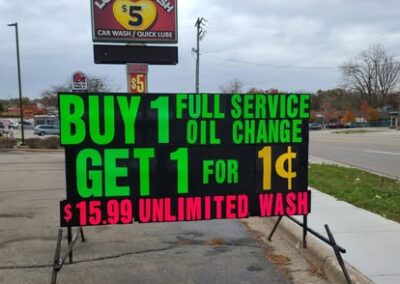 $5
CAR WASH / QUICK LUBE
$5
BUY 1 FULL SERVICE OIL CHANGE
GET 1 FOR 1¢
$15.99 UNLIMITED WASH